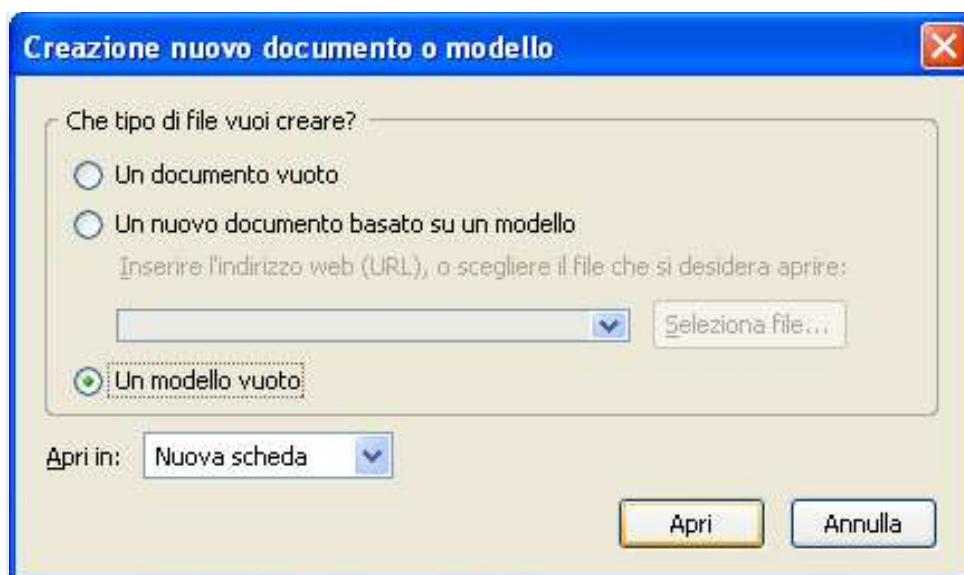 Creazione nuovo documento o modello
Che tipo di file vuoi creare?
Un documento vuoto
Un nuovo documento basato su un modello
Inserire l'indirizzo web (URL), o scegliere il file che si desidera aprire:
Seleziona file...
Un modello vuoto
Apri in: Nuova scheda
Apri Annulla